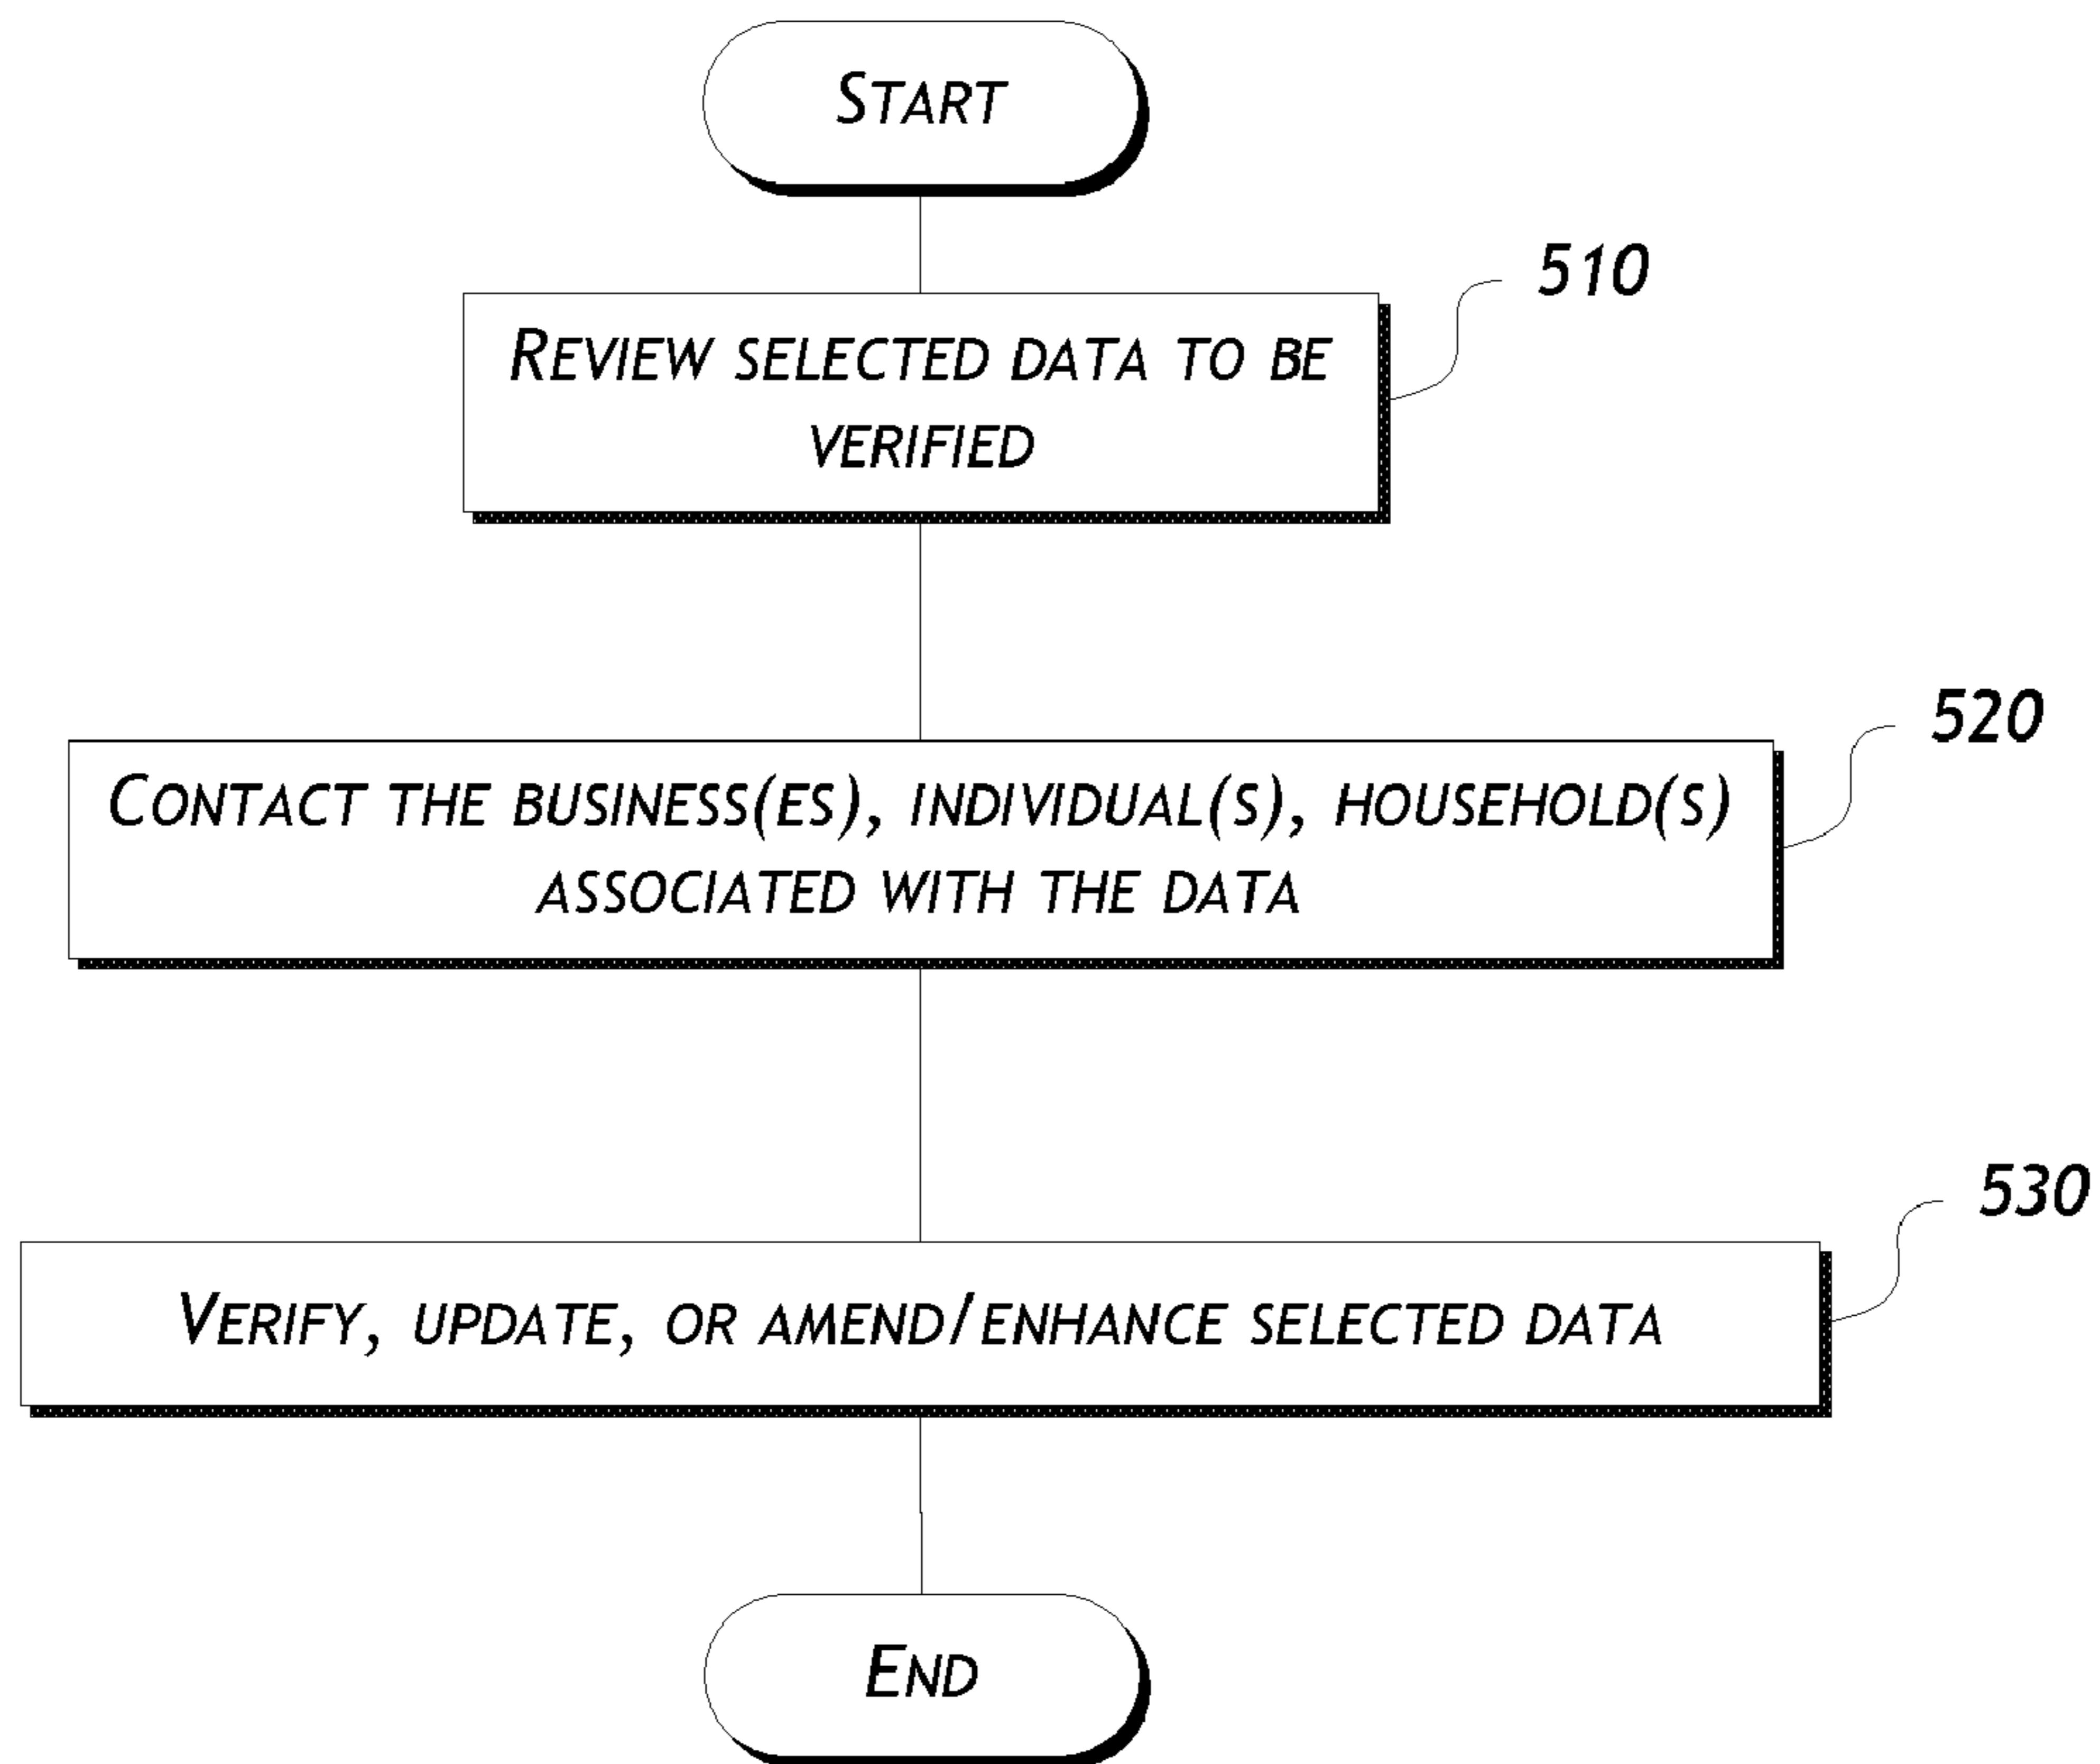 START
510
REVIEW SELECTED DATA TO BE
VERIFIED
520
CONTACT THE BUSINESS(ES), INDIVIDUAL(S), HOUSEHOLD(S)
ASSOCIATED WITH THE DATA
530
VERIFY, UPDATE, OR AMEND/ENHANCE SELECTED DATA
END